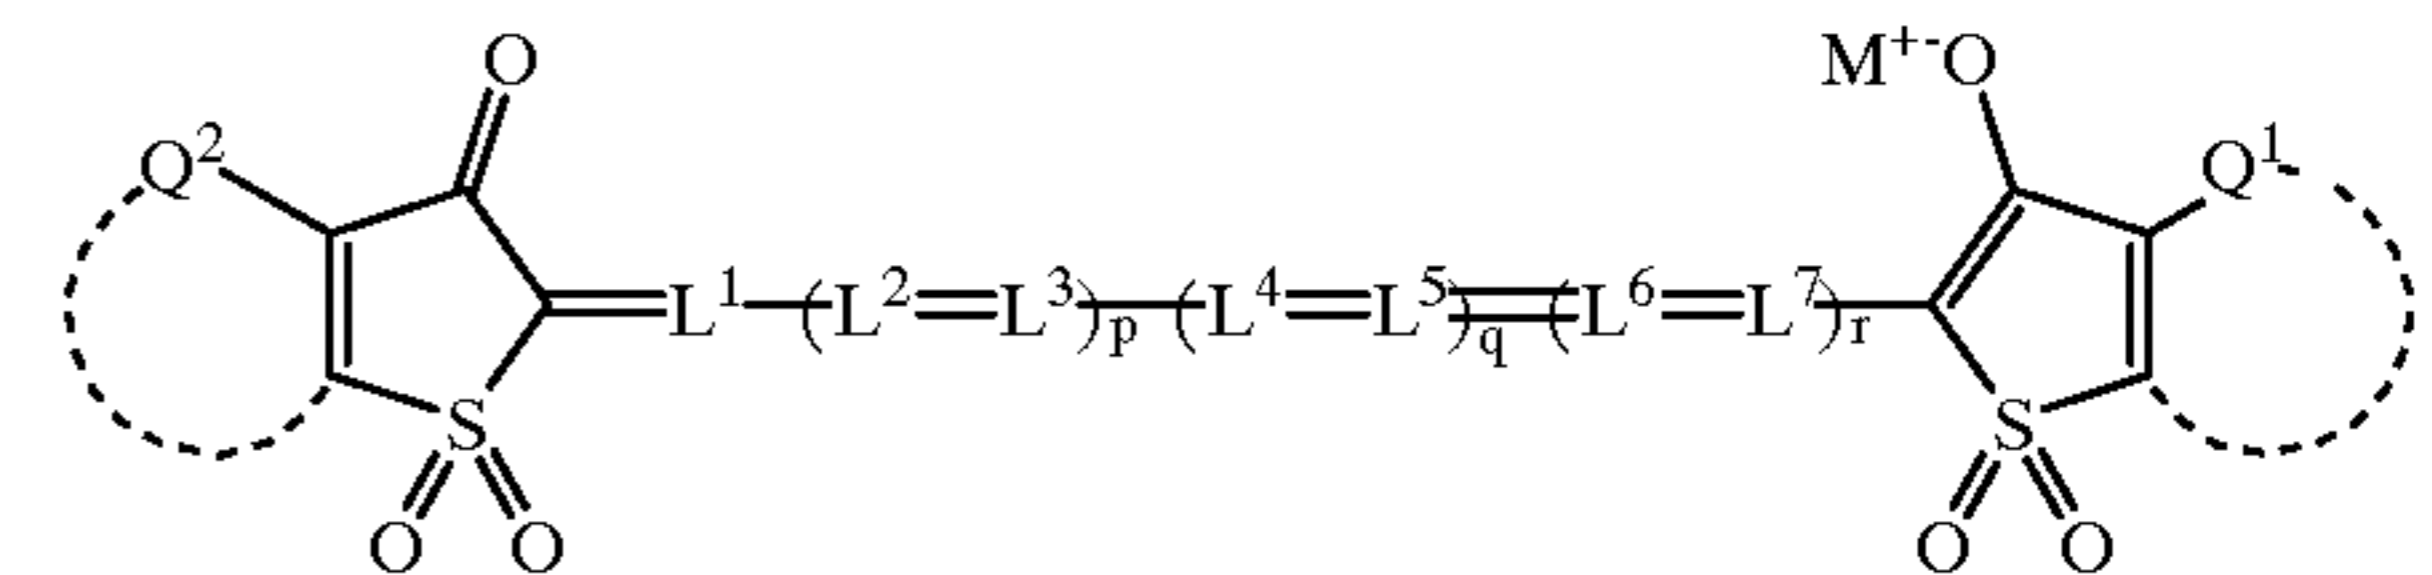 O M⁺⁻O
Q² Q¹
L¹—(L²=L³)p—(L⁴=L⁵)q=(L⁶=L⁷)r
S S
O O O O